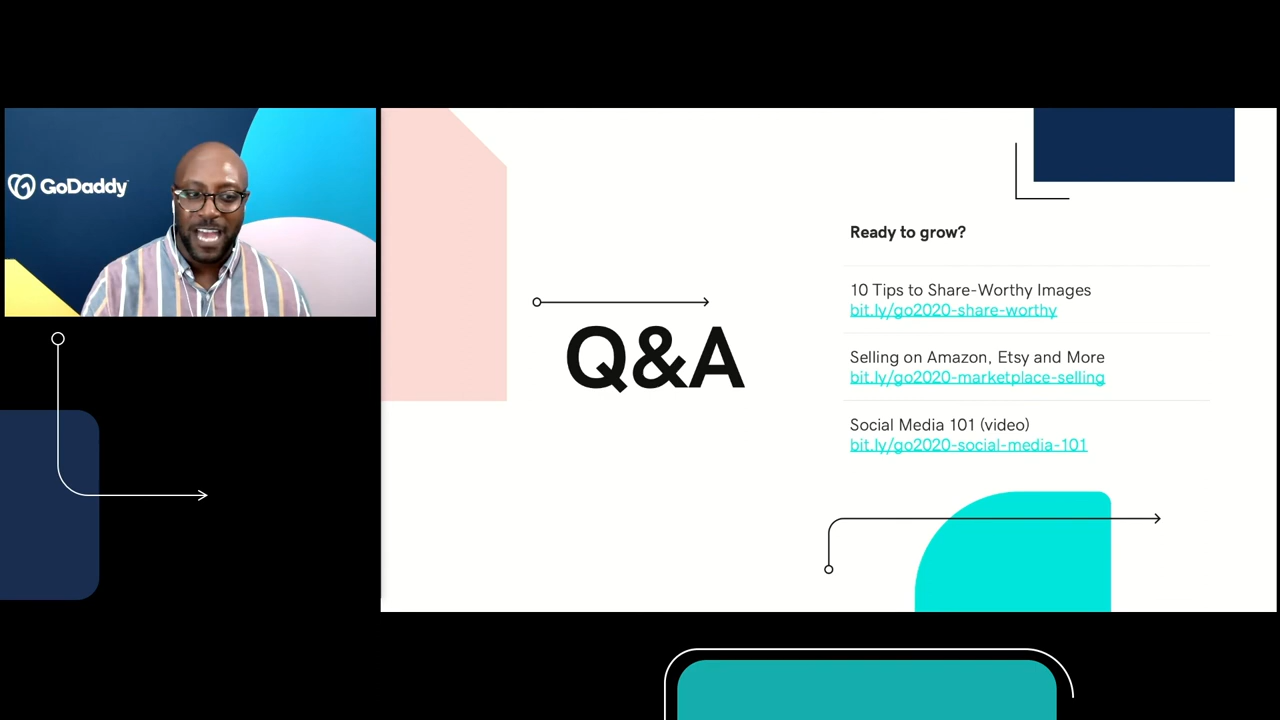 GoDaddy
Q&A
Ready to grow?
10 Tips to Share-Worthy Images
bit.ly/go2020-share-worthy
Selling on Amazon, Etsy and More
bit.ly/go2020-marketplace-selling
Social Media 101 (video)
bit.ly/go2020-social-media-101